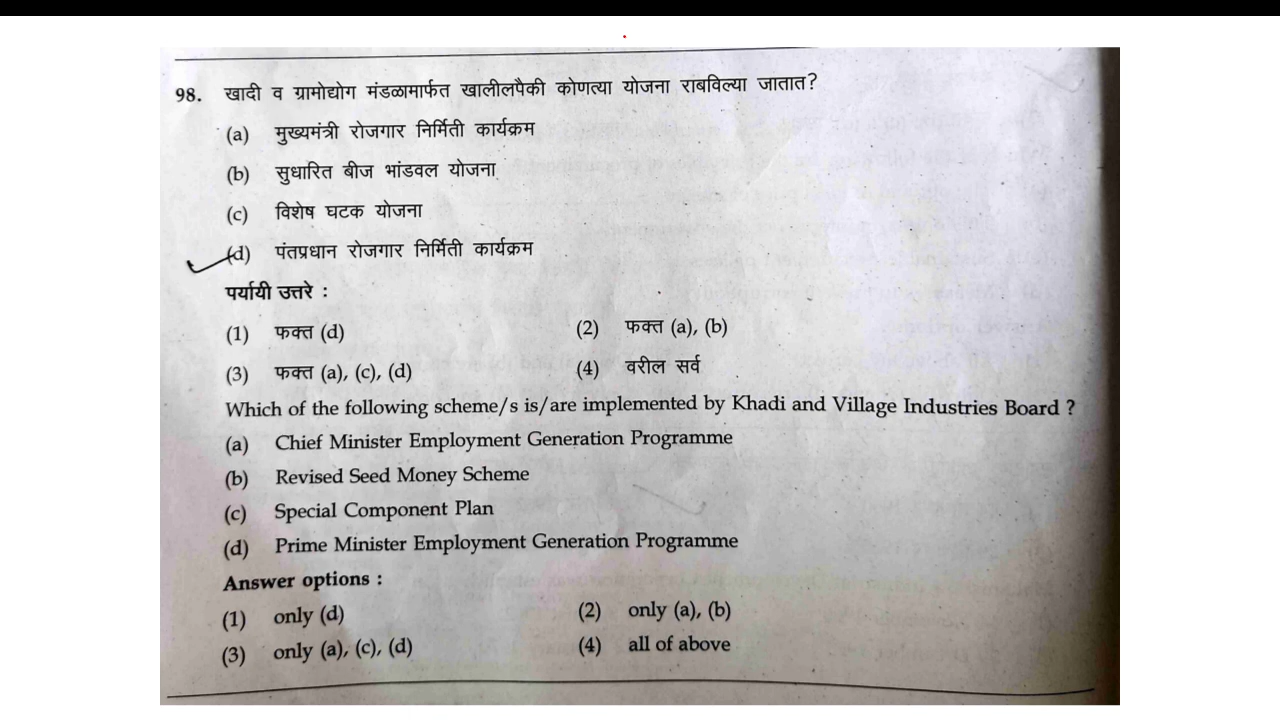 98. खादी व ग्रामोद्योग मंडळामार्फत खालीलपैकी कोणत्या योजना राबविल्या जातात?
(a) मुख्यमंत्री रोजगार निर्मिती कार्यक्रम
(b) सुधारित बीज भांडवल योजना
(c) विशेष घटक योजना
(d) पंतप्रधान रोजगार निर्मिती कार्यक्रम
पर्यायी उत्तरे :
(1) फक्त (d) (2) फक्त (a), (b)
(3) फक्त (a), (c), (d) (4) वरील सर्व
Which of the following scheme/s is/are implemented by Khadi and Village Industries Board ?
(a) Chief Minister Employment Generation Programme
(b) Revised Seed Money Scheme
(c) Special Component Plan
(d) Prime Minister Employment Generation Programme
Answer options :
(1) only (d) (2) only (a), (b)
(3) only (a), (c), (d) (4) all of above